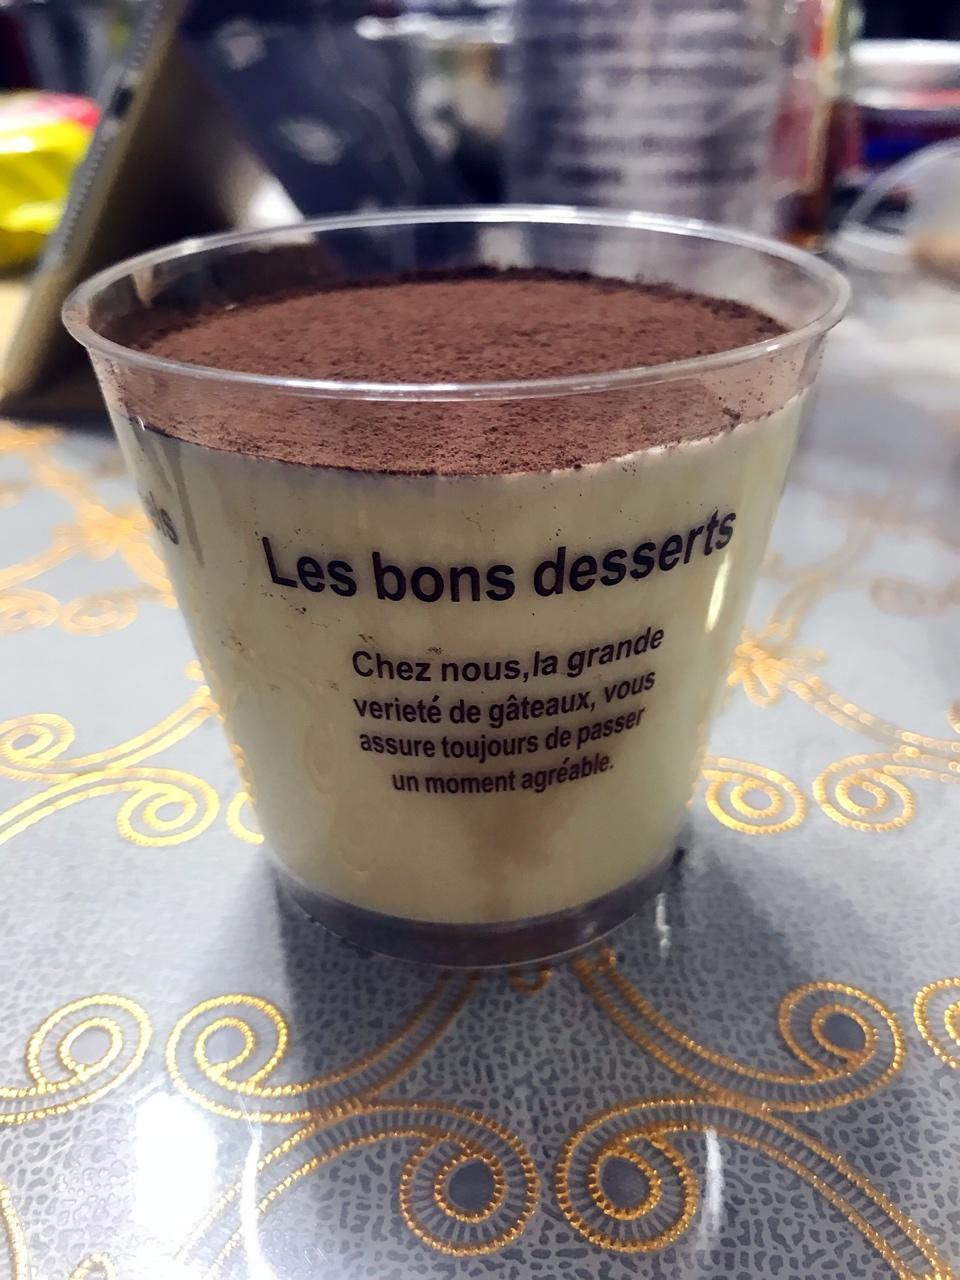 Les bons desserts
Chez nous,la grande
verieté de gâteaux, vous
assure toujours de passer
un moment agréable.